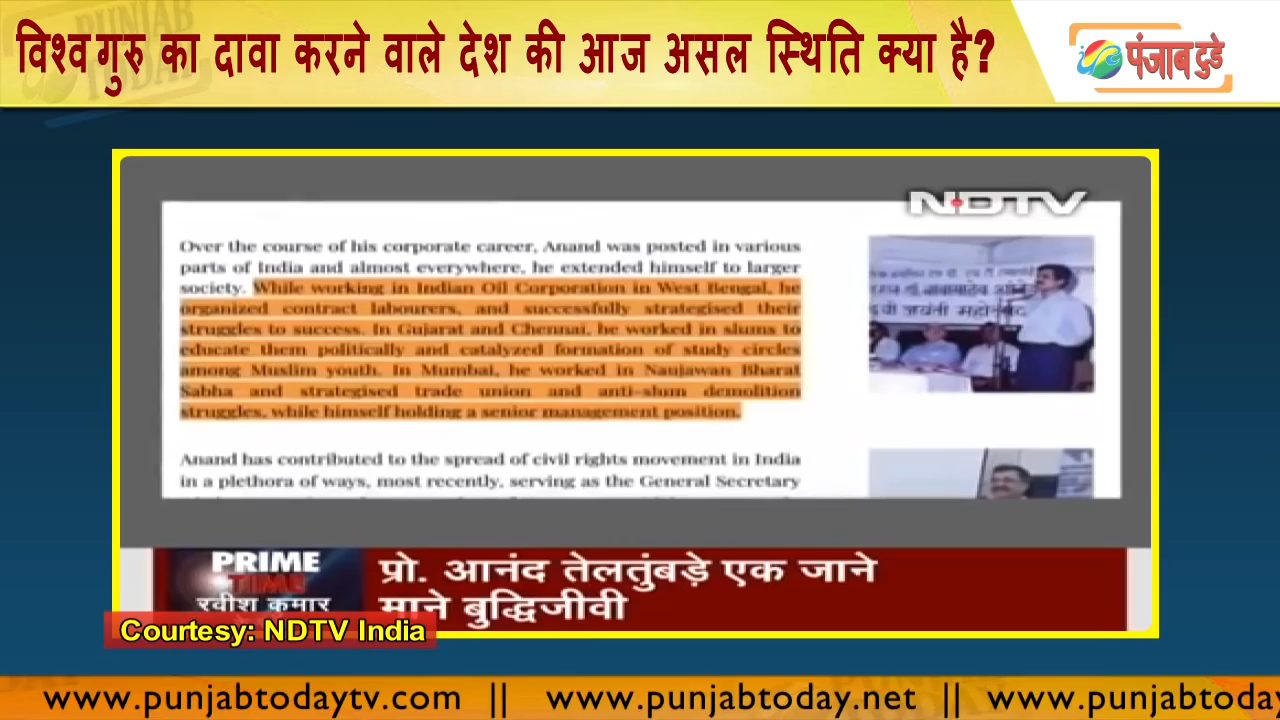 विश्वगुरु का दावा करने वाले देश की आज असल स्थिति क्या है?
पंजाब टुडे
NDTV
Over the course of his corporate career, Anand was posted in various
parts of India and almost everywhere, he extended himself to larger
society. While working in Indian Oil Corporation in West Bengal, he
organized contract labourers, and successfully strategised their
struggles to success. In Gujarat and Chennai, he worked in slums to
educate them politically and catalyzed formation of study circles
among Muslim youth. In Mumbai, he worked in Naujawan Bharat
Sabha and strategised trade union and anti-slum demolition
struggles, while himself holding a senior management position.
Anand has contributed to the spread of civil rights movement in India
in a plethora of ways, most recently, serving as the General Secretary
PRIME
TIME
रवीश कुमार
प्रो. आनंद तेलतुंबड़े एक जाने
माने बुद्धिजीवी
Courtesy: NDTV India
www.punjabtodaytv.com || www.punjabtoday.net || www.punjabtoday